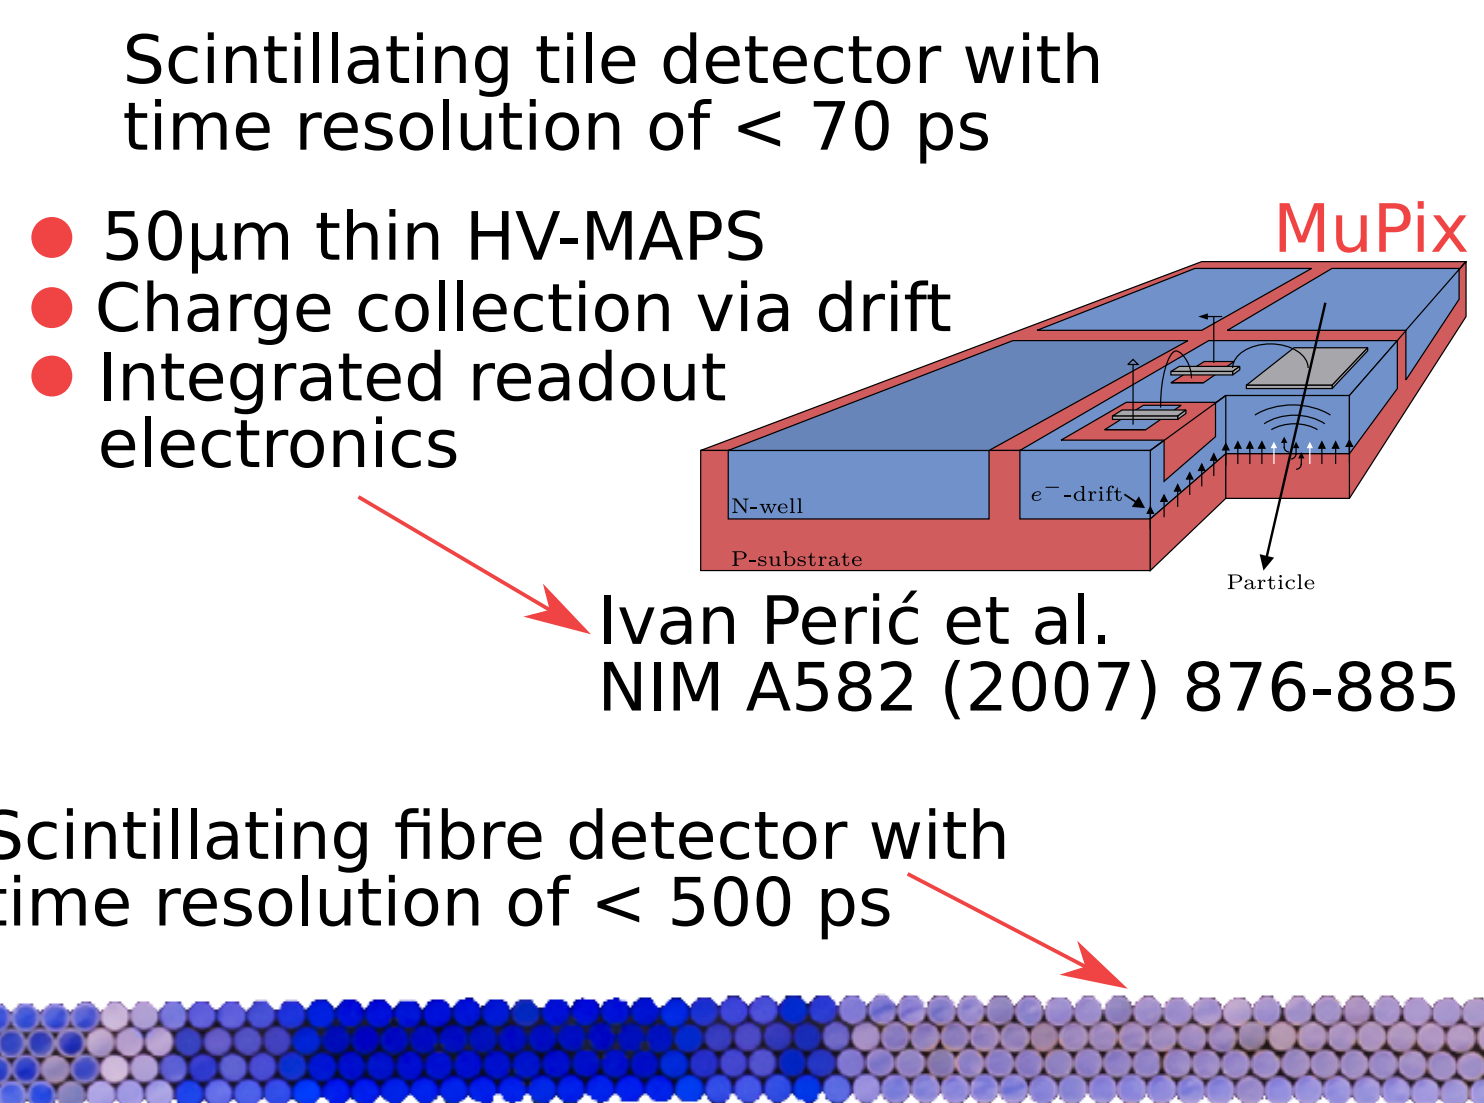 Scintillating tile detector with
time resolution of < 70 ps
50μm thin HV-MAPS
Charge collection via drift
Integrated readout
electronics
MuPix
N-well
P-substrate
e⁻-drift
Particle
Ivan Perić et al.
NIM A582 (2007) 876-885
Scintillating fibre detector with
time resolution of < 500 ps